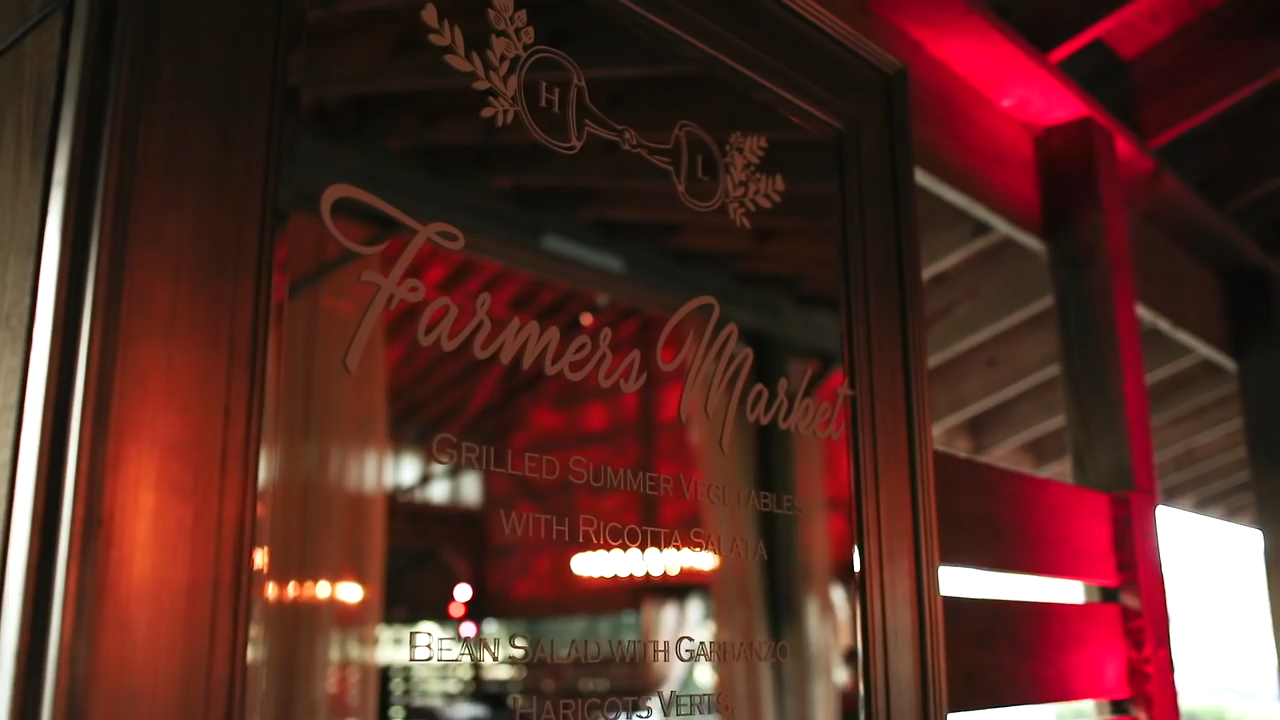 H L
Farmers Market
GRILLED SUMMER VEGETABLES
WITH RICOTTA SALATA
BEAN SALAD WITH GARBANZO
HARICOTS VERTS,